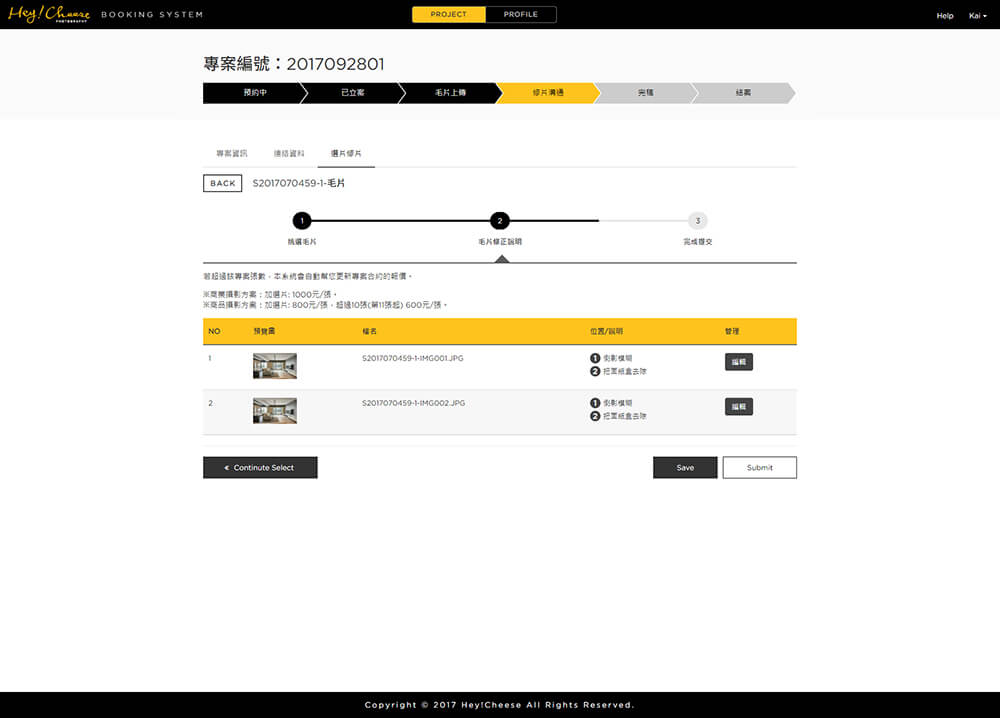 Hey! Cheese
PHOTOGRAPHY
BOOKING SYSTEM
PROJECT
PROFILE
Help
Kai
專案編號：2017092801
預約中
已立案
毛片上傳
修片溝通
完稿
結案
專案資訊
連絡資料
選片修片
BACK
S2017070459-1-毛片
1
2
3
挑選毛片
毛片修正說明
完成提交
若超過該專案張數，本系統會自動幫您更新專案合約的報價。
※商業攝影方案：加選片: 1000元/張。
※商品攝影方案：加選片: 800元/張，超過10張(第11張起) 600元/張。
NO 預覽圖 檔名 位置/說明 管理
1 S2017070459-1-IMG001.JPG
1 倒影模糊
2 把面紙盒去除
編輯
2 S2017070459-1-IMG002.JPG
1 倒影模糊
2 把面紙盒去除
編輯
« Continute Select
Save
Submit
Copyright © 2017 Hey!Cheese All Rights Reserved.